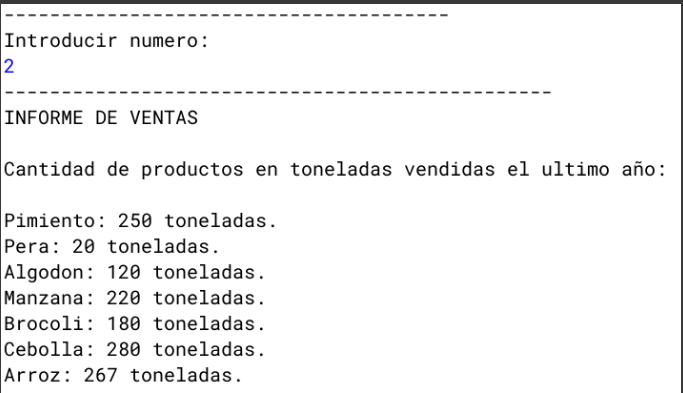 ---------------------------------------
Introducir numero:
2
------------------------------------------------
INFORME DE VENTAS
Cantidad de productos en toneladas vendidas el ultimo año:
Pimiento: 250 toneladas.
Pera: 20 toneladas.
Algodon: 120 toneladas.
Manzana: 220 toneladas.
Brocoli: 180 toneladas.
Cebolla: 280 toneladas.
Arroz: 267 toneladas.